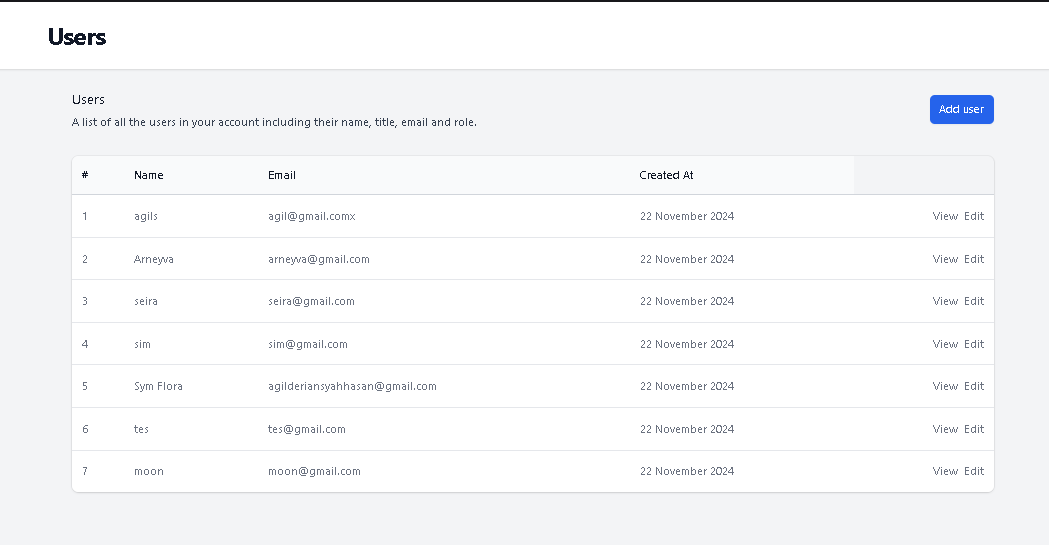 Users
Users
Add user
A list of all the users in your account including their name, title, email and role.
# Name Email Created At
1 agils agil@gmail.comx 22 November 2024 View Edit
2 Arneyva arneyva@gmail.com 22 November 2024 View Edit
3 seira seira@gmail.com 22 November 2024 View Edit
4 sim sim@gmail.com 22 November 2024 View Edit
5 Sym Flora agilderiansyahhasan@gmail.com 22 November 2024 View Edit
6 tes tes@gmail.com 22 November 2024 View Edit
7 moon moon@gmail.com 22 November 2024 View Edit